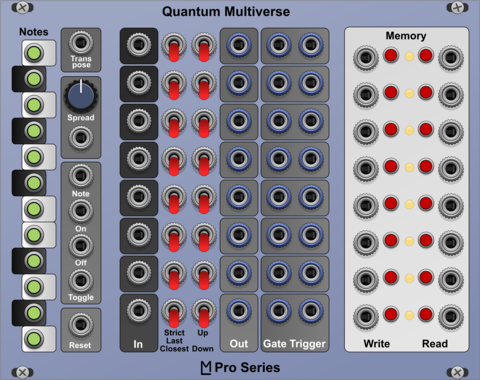 Quantum Multiverse
Notes
Trans
pose
Spread
Note
On
Off
Toggle
Reset
In
Strict
Last
Closest
Up
Down
Out
Gate Trigger
Memory
Write
Read
Pro Series